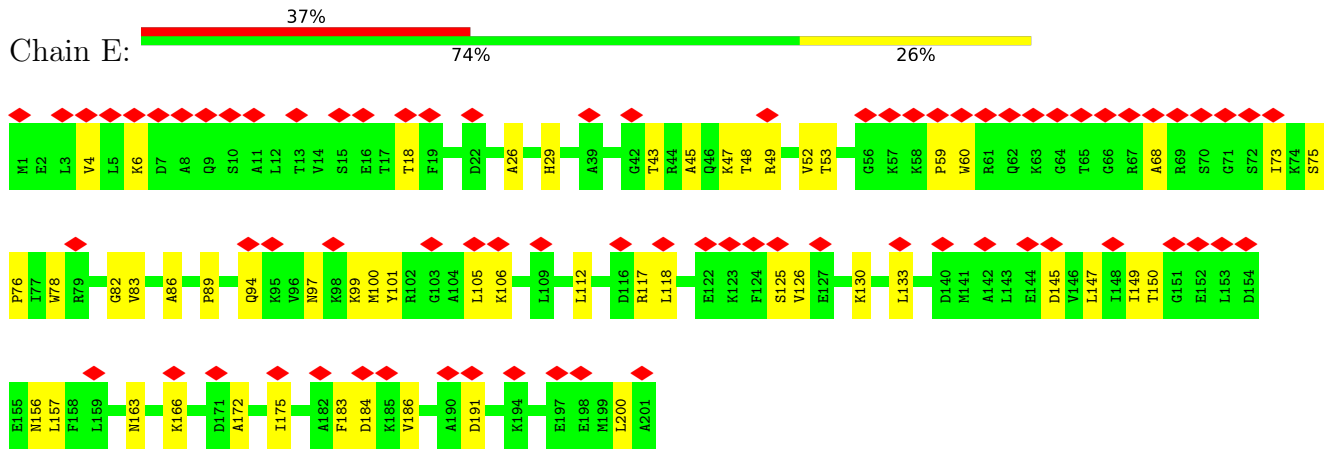 37%
Chain E:
74% 26%
M1 E2 L3 V4 L5 K6 D7 A8 Q9 S10 A11 L12 T13 V14 S15 E16 T17 T18 F19 D22 A26 H29 A39 G42 T43 R44 A45 Q46 K47 T48 R49 V52 T53 G56 K57 K58 P59 W60 R61 Q62 K63 G64 T65 G66 R67 A68 R69 S70 G71 S72 I73 K74 S75
P76 I77 W78 R79 G82 V83 A86 P89 Q94 K95 V96 N97 K98 K99 M100 Y101 R102 G103 A104 L105 K106 L109 L112 D116 R117 L118 E122 K123 F124 S125 V126 E127 K130 L133 D140 M141 A142 L143 E144 D145 V146 L147 I148 I149 T150 G151 E152 L153 D154
E155 N156 L157 F158 L159 N163 K166 D171 A172 I175 A182 F183 D184 K185 V186 A190 D191 K194 E197 E198 M199 L200 A201